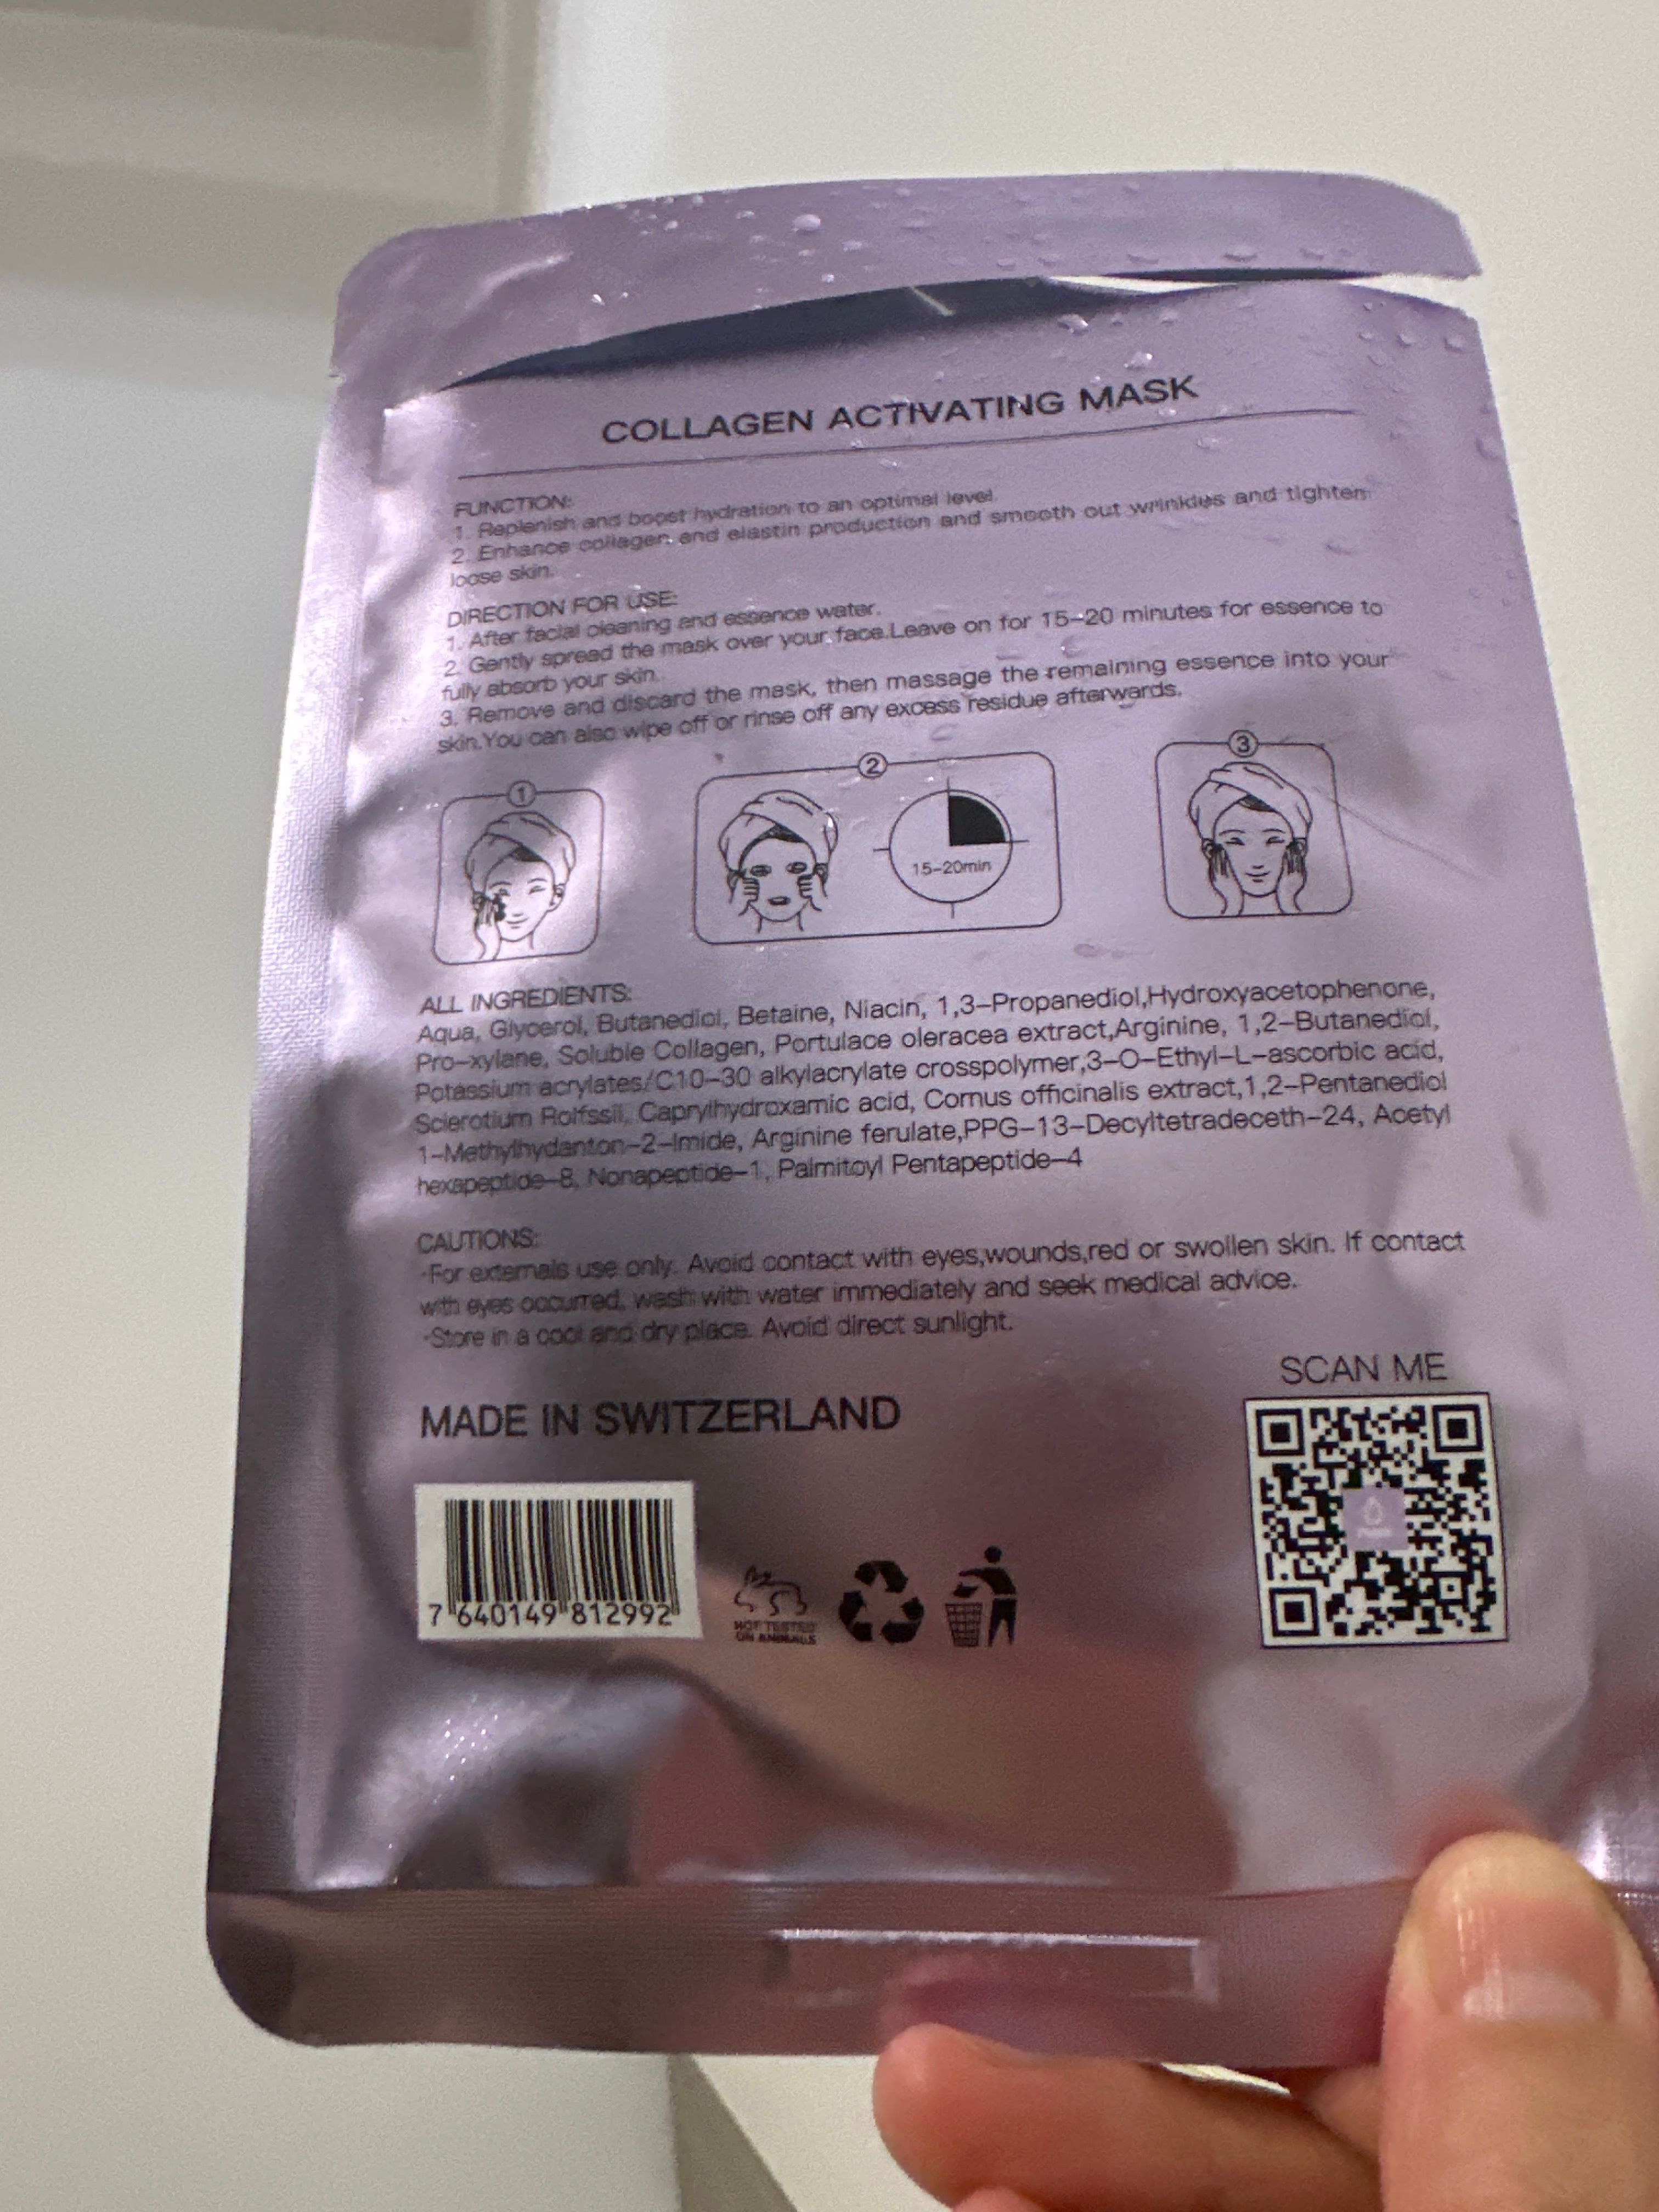 COLLAGEN ACTIVATING MASK
FUNCTION:
1. Replenish and boost hydration to an optimal level.
2. Enhance collagen and elastin production and smooth out wrinkles and tighten
loose skin.
DIRECTION FOR USE:
1. After facial cleaning and essence water.
2. Gently spread the mask over your face.Leave on for 15-20 minutes for essence to
fully absorb your skin.
3. Remove and discard the mask, then massage the remaining essence into your
skin.You can also wipe off or rinse off any excess residue afterwards.
1
2
3
15-20min
ALL INGREDIENTS:
Aqua, Glycerol, Butanediol, Betaine, Niacin, 1,3-Propanediol,Hydroxyacetophenone,
Pro-xylane, Soluble Collagen, Portulace oleracea extract,Arginine, 1,2-Butanediol,
Potassium acrylates/C10-30 alkylacrylate crosspolymer,3-O-Ethyl-L-ascorbic acid,
Sclerotium Rolfssii, Caprylhydroxamic acid, Cornus officinalis extract,1,2-Pentanediol
1-Methylhydanton-2-Imide, Arginine ferulate,PPG-13-Decyltetradeceth-24, Acetyl
hexapeptide-8, Nonapeptide-1, Palmitoyl Pentapeptide-4
CAUTIONS:
·For externals use only. Avoid contact with eyes,wounds,red or swollen skin. If contact
with eyes occurred, wash with water immediately and seek medical advice.
·Store in a cool and dry place. Avoid direct sunlight.
SCAN ME
MADE IN SWITZERLAND
7 640149 812992
NOT TESTED
ON ANIMALS